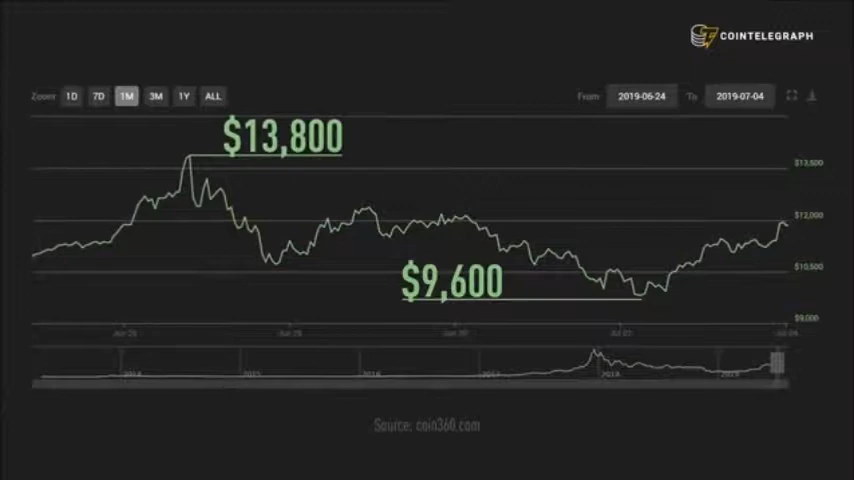 COINTELEGRAPH
Zoom 1D 7D 1M 3M 1Y ALL
From 2019-06-24 To 2019-07-04
$13,800
$13,500
$12,000
$10,500
$9,600
$9,000
Source: coin360.com